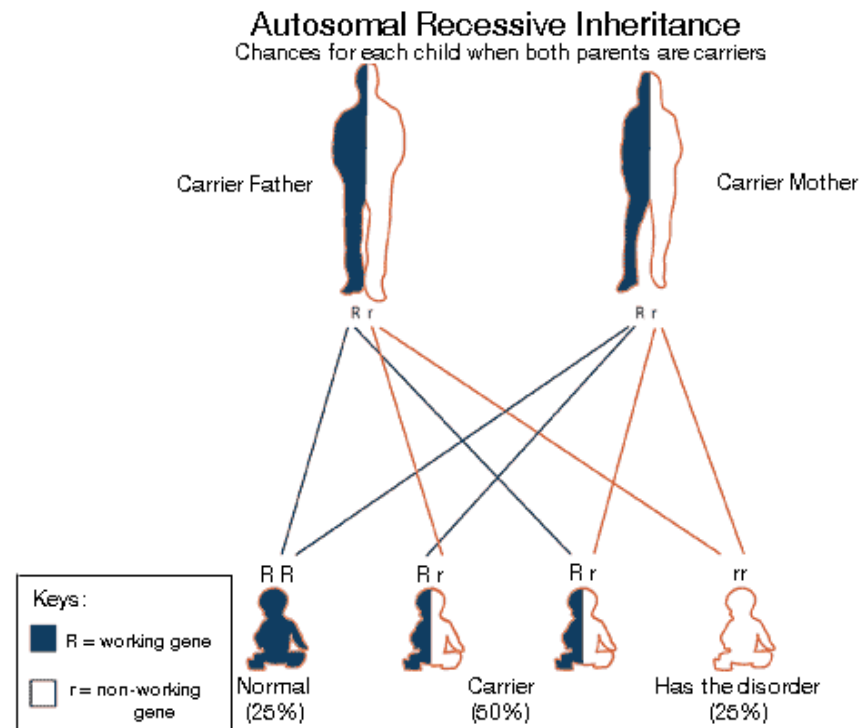 Autosomal Recessive Inheritance
Chances for each child when both parents are carriers
Carrier Father
Carrier Mother
R r
R r
R R
R r
R r
rr
Keys:
R = working gene
r = non-working
gene
Normal
(25%)
Carrier
(50%)
Has the disorder
(25%)